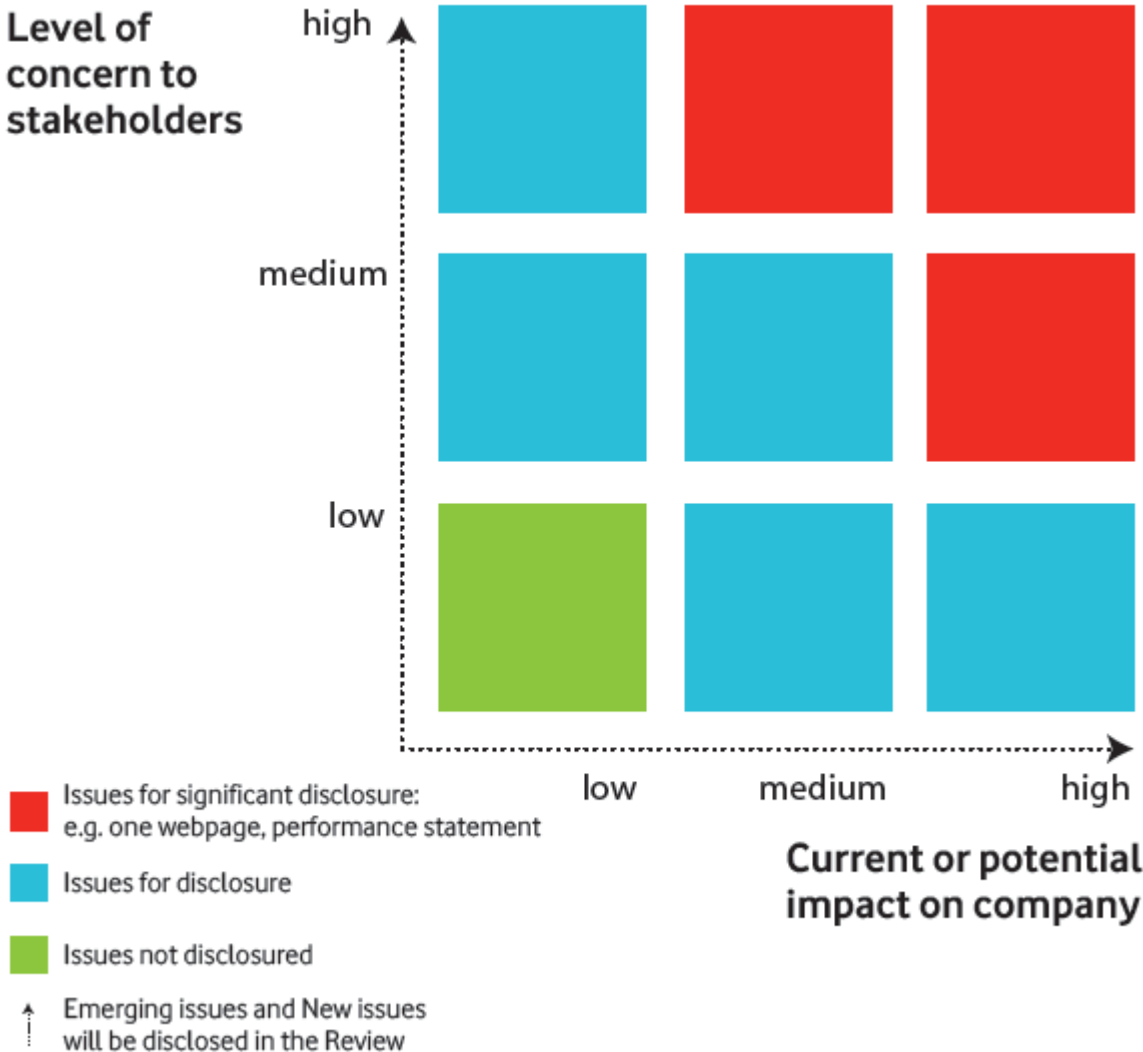 Level of
concern to
stakeholders
high
medium
low
low
medium
high
Current or potential
impact on company
Issues for significant disclosure:
e.g. one webpage, performance statement
Issues for disclosure
Issues not disclosured
Emerging issues and New issues
will be disclosed in the Review